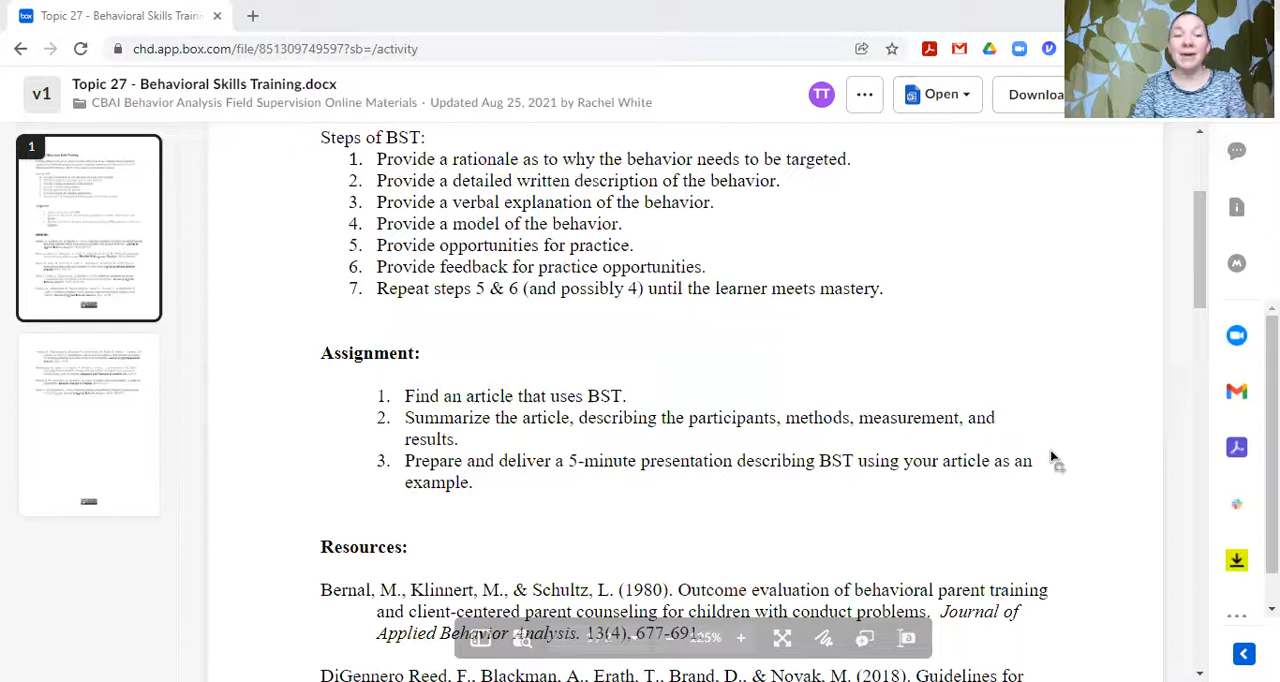 Topic 27 - Behavioral Skills Traini
chd.app.box.com/file/851309749597?sb=/activity
v1
Topic 27 - Behavioral Skills Training.docx
CBAI Behavior Analysis Field Supervision Online Materials · Updated Aug 25, 2021 by Rachel White
TT
Open
Downloa
1
Steps of BST:
1. Provide a rationale as to why the behavior needs to be targeted.
2. Provide a detailed written description of the behavior.
3. Provide a verbal explanation of the behavior.
4. Provide a model of the behavior.
5. Provide opportunities for practice.
6. Provide feedback for practice opportunities.
7. Repeat steps 5 & 6 (and possibly 4) until the learner meets mastery.
Assignment:
1. Find an article that uses BST.
2. Summarize the article, describing the participants, methods, measurement, and
results.
3. Prepare and deliver a 5-minute presentation describing BST using your article as an
example.
Resources:
Bernal, M., Klinnert, M., & Schultz, L. (1980). Outcome evaluation of behavioral parent training
and client-centered parent counseling for children with conduct problems. Journal of
Applied Behavior Analysis. 13(4), 677-691.
DiGennero Reed, F., Blackman, A., Erath, T., Brand, D., & Novak, M. (2018). Guidelines for